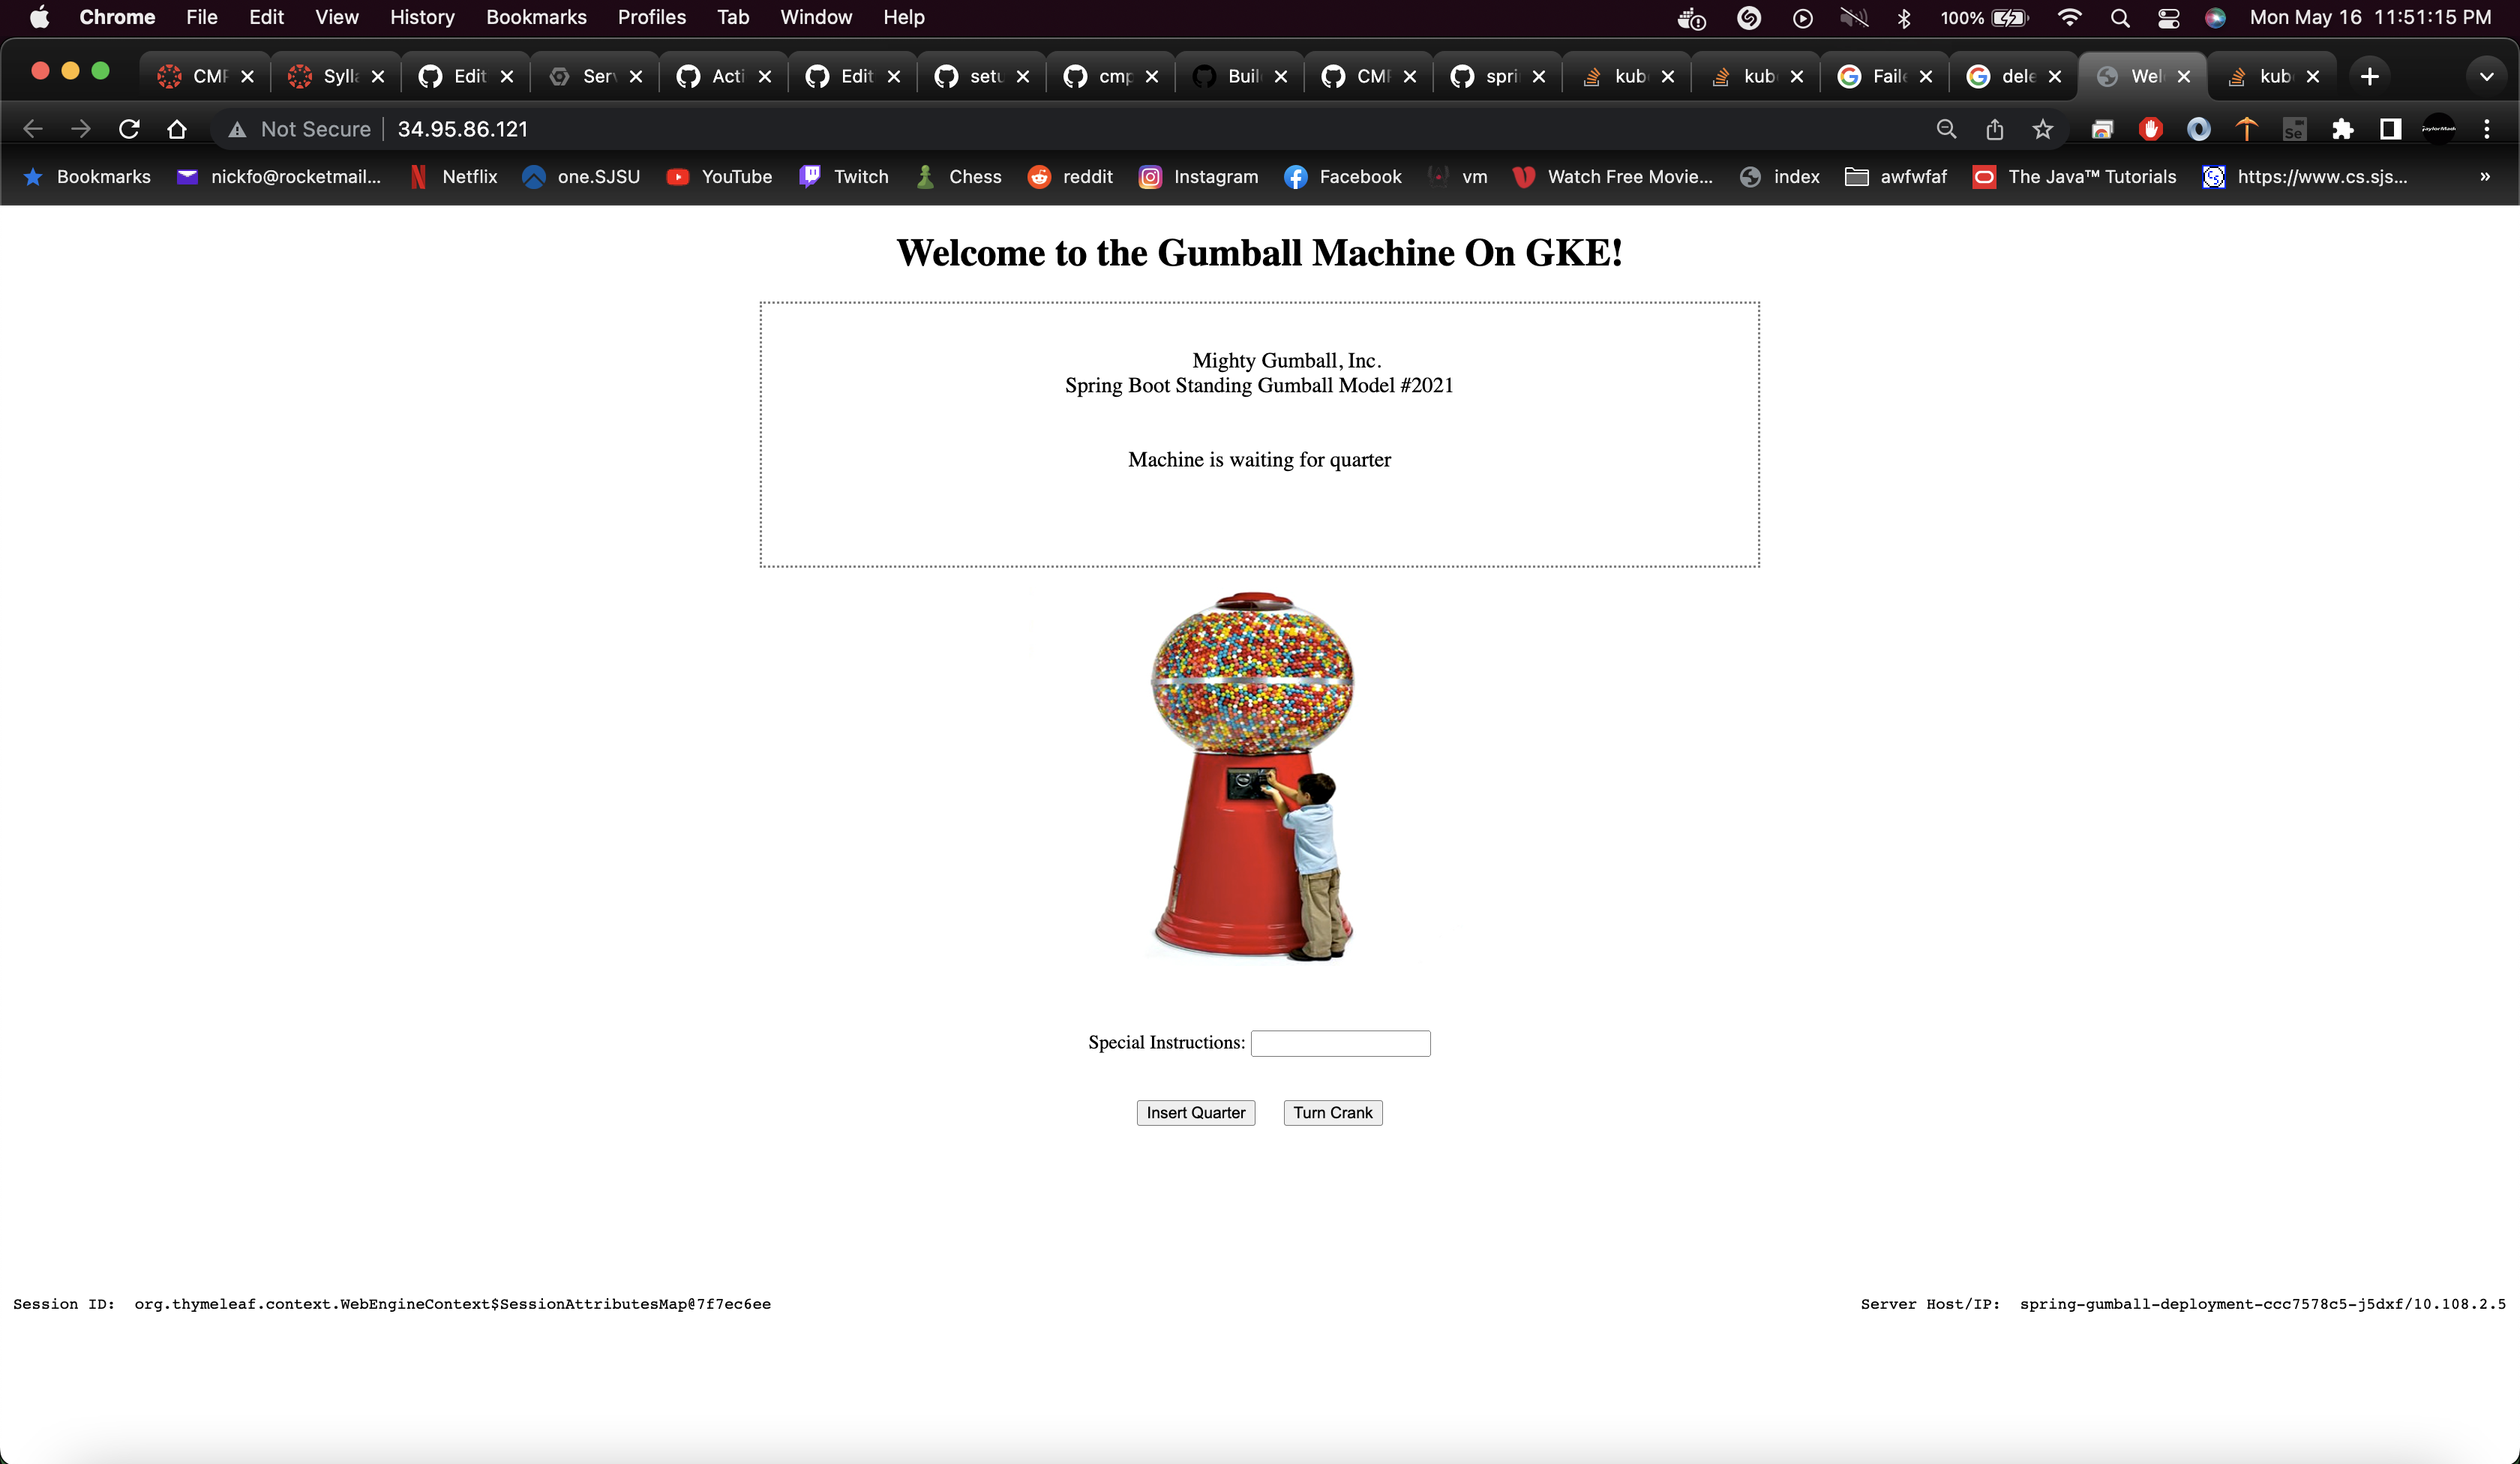 Chrome File Edit View History Bookmarks Profiles Tab Window Help 100% Mon May 16 11:51:15 PM
CMP Sylla Edit Serv Acti Edit setu cmp Buil CMP spri kub kub Faile dele Wel kub
Not Secure 34.95.86.121 Se
Bookmarks nickfo@rocketmail... Netflix one.SJSU YouTube Twitch Chess reddit Instagram Facebook vm Watch Free Movie... index awfwfaf The Java™ Tutorials https://www.cs.sjs... »
Welcome to the Gumball Machine On GKE!
Mighty Gumball, Inc.
Spring Boot Standing Gumball Model #2021
Machine is waiting for quarter
Special Instructions:
Insert Quarter Turn Crank
Session ID: org.thymeleaf.context.WebEngineContext$SessionAttributesMap@7f7ec6ee Server Host/IP: spring-gumball-deployment-ccc7578c5-j5dxf/10.108.2.5